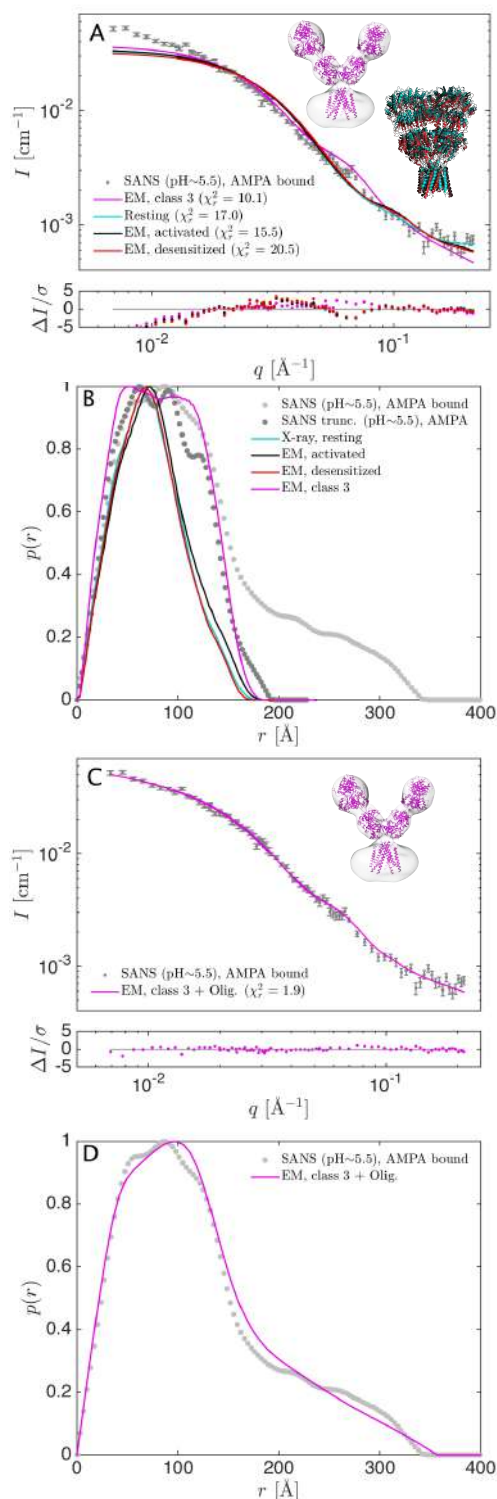 A
10⁻²
10⁻³
I [cm⁻¹]
SANS (pH~5.5), AMPA bound
EM, class 3 (χ²ᵣ = 10.1)
Resting (χ²ᵣ = 17.0)
EM, activated (χ²ᵣ = 15.5)
EM, desensitized (χ²ᵣ = 20.5)
ΔI/σ
5
0
-5
10⁻² 10⁻¹
q [Å⁻¹]
B
SANS (pH~5.5), AMPA bound
SANS trunc. (pH~5.5), AMPA
X-ray, resting
EM, activated
EM, desensitized
EM, class 3
p(r)
1
0.8
0.6
0.4
0.2
0
0 100 200 300 400
r [Å]
C
10⁻²
10⁻³
I [cm⁻¹]
SANS (pH~5.5), AMPA bound
EM, class 3 + Olig. (χ²ᵣ = 1.9)
ΔI/σ
5
0
-5
10⁻² 10⁻¹
q [Å⁻¹]
D
SANS (pH~5.5), AMPA bound
EM, class 3 + Olig.
p(r)
1
0.8
0.6
0.4
0.2
0
0 100 200 300 400
r [Å]